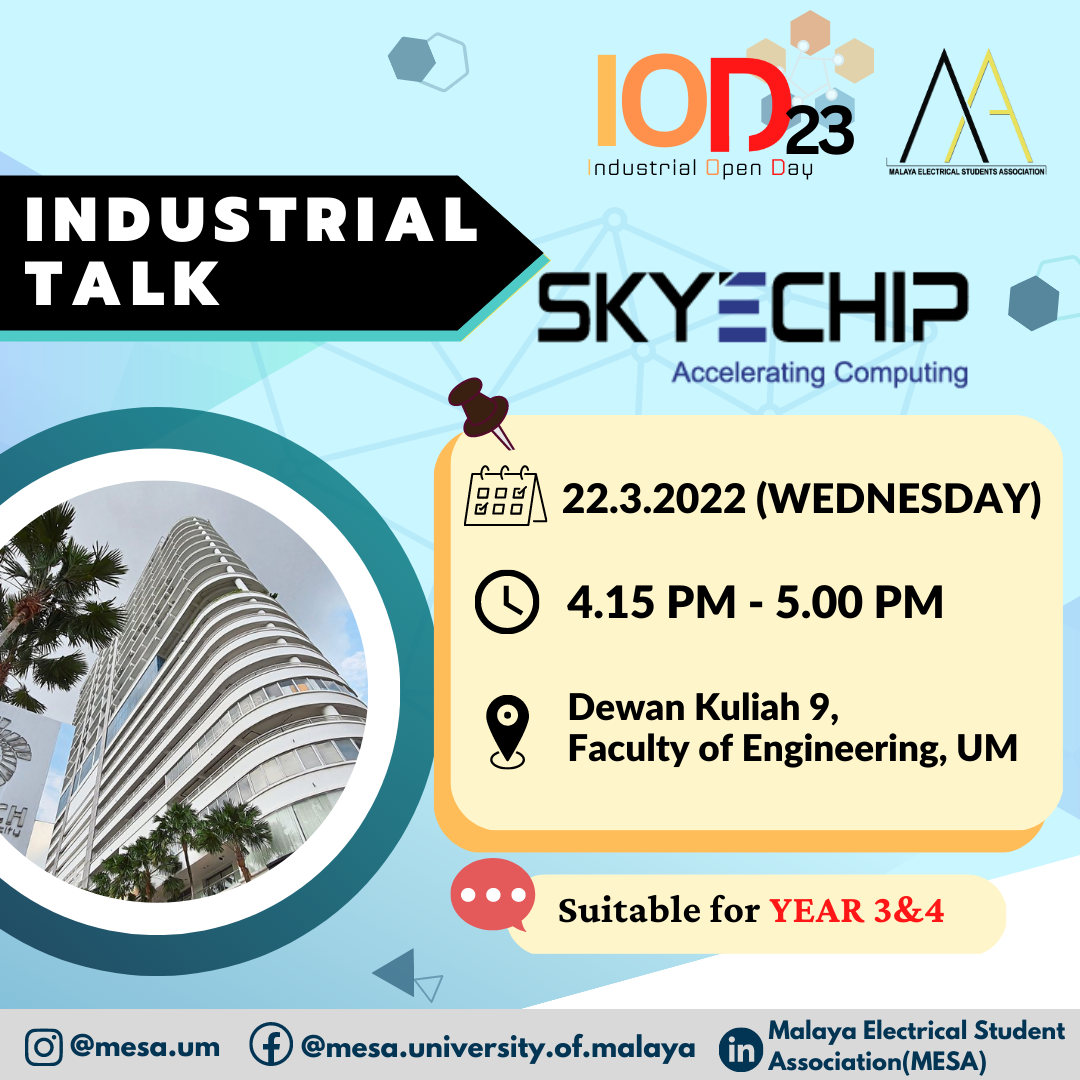 IOD23
Industrial Open Day
MALAYA ELECTRICAL STUDENTS ASSOCIATION
INDUSTRIAL
TALK
SKYECHIP
Accelerating Computing
22.3.2022 (WEDNESDAY)
4.15 PM - 5.00 PM
Dewan Kuliah 9,
Faculty of Engineering, UM
Suitable for YEAR 3&4
@mesa.um
@mesa.university.of.malaya
Malaya Electrical Student
Association(MESA)